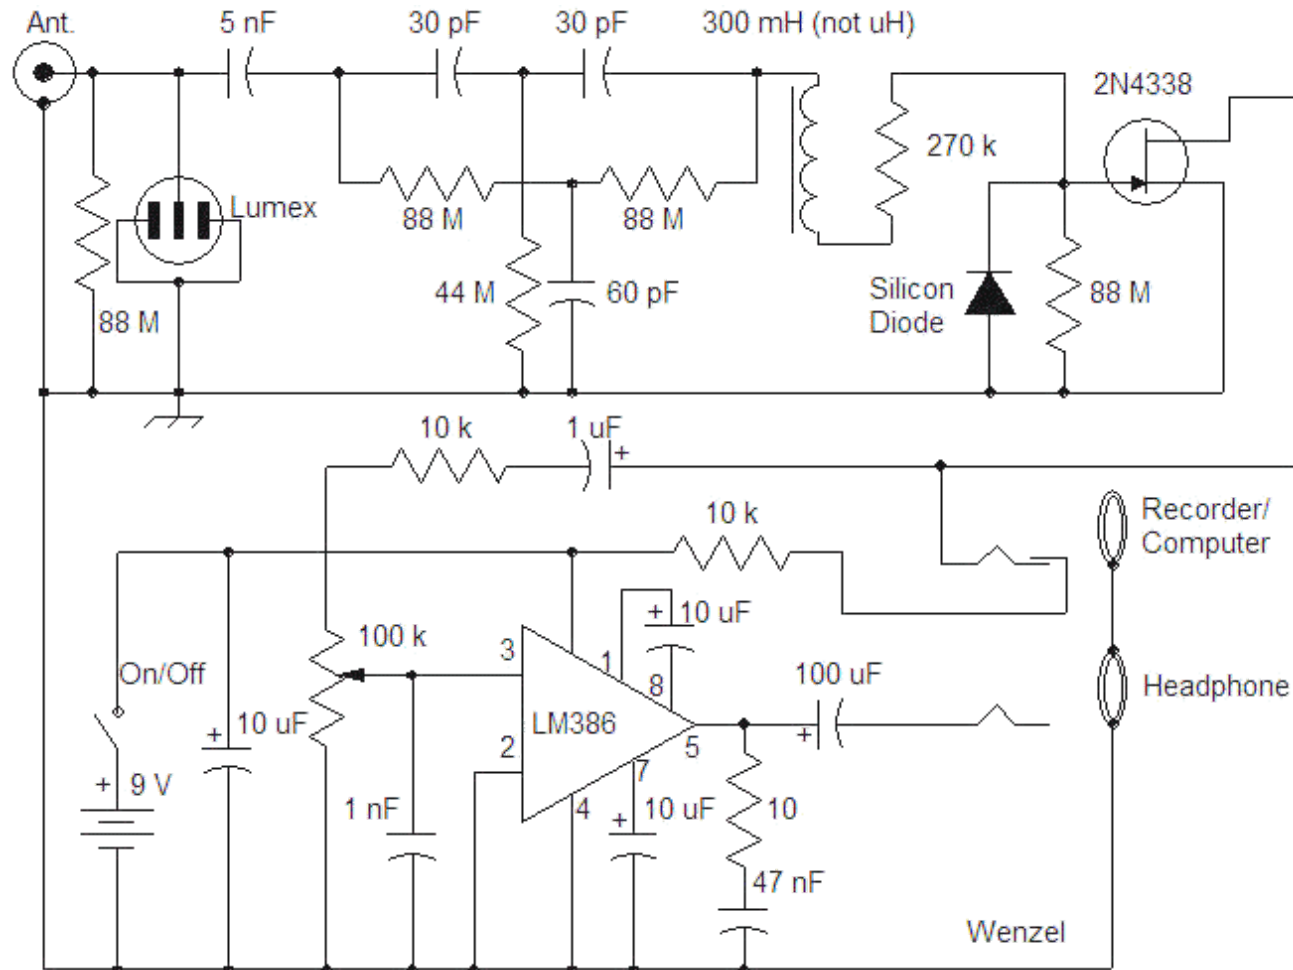 Ant.
5 nF
30 pF
30 pF
300 mH (not uH)
2N4338
270 k
Lumex
88 M
88 M
88 M
44 M
60 pF
Silicon
Diode
88 M
10 k
1 uF
+
10 k
Recorder/
Computer
100 k
3
1
+
10 uF
8
On/Off
10 uF
+
LM386
100 uF
+
Headphone
2
5
7
+
9 V
1 nF
4
+
10 uF
10
47 nF
Wenzel